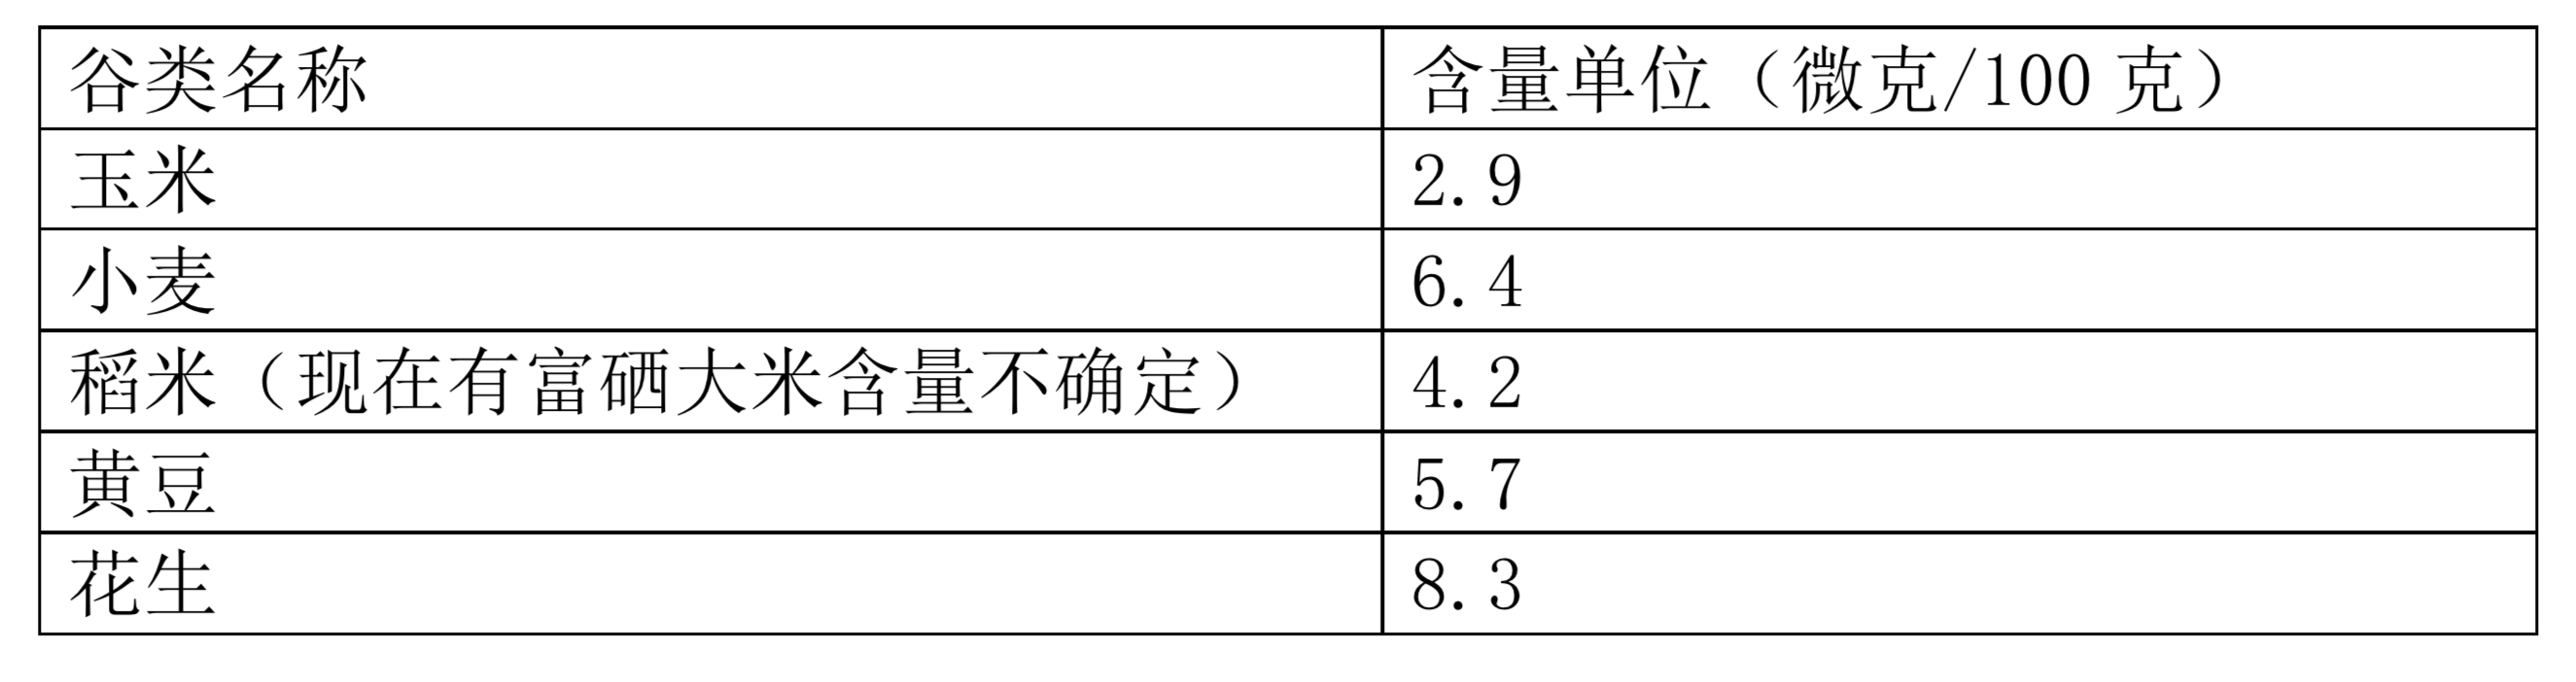 谷类名称 含量单位（微克/100 克）
玉米 2.9
小麦 6.4
稻米（现在有富硒大米含量不确定） 4.2
黄豆 5.7
花生 8.3